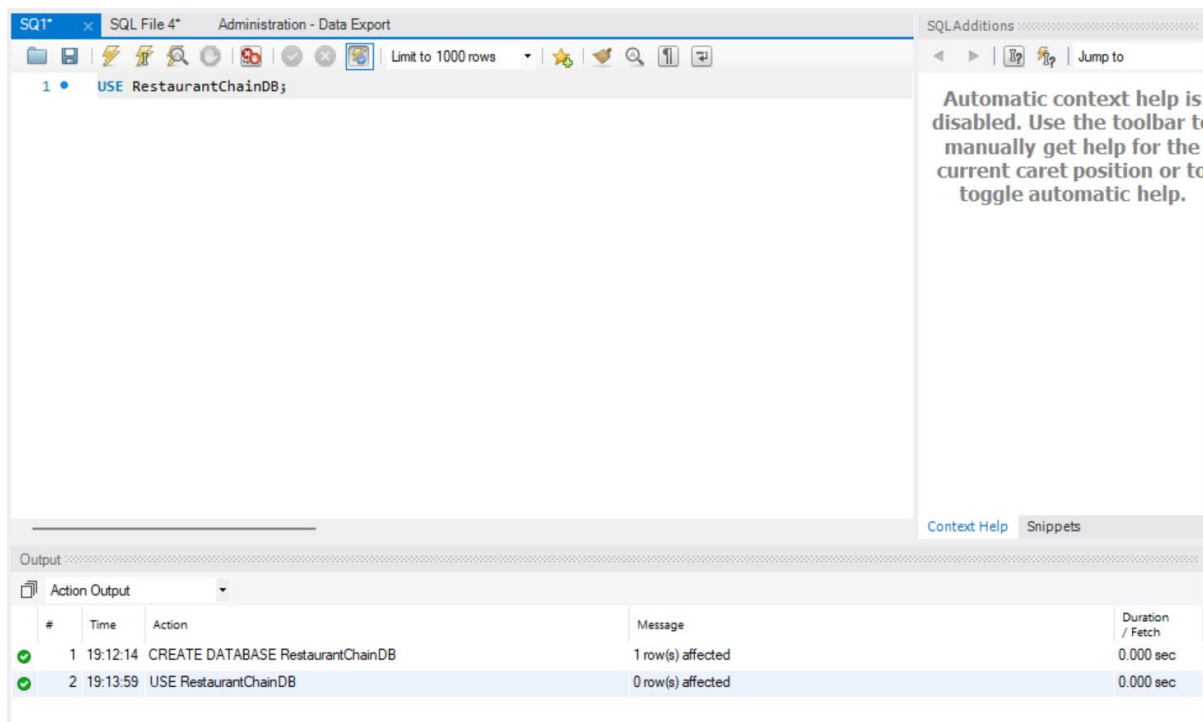 SQ1* SQL File 4* Administration - Data Export
Limit to 1000 rows
1 USE RestaurantChainDB;
SQLAdditions
Jump to
Automatic context help is
disabled. Use the toolbar to
manually get help for the
current caret position or to
toggle automatic help.
Context Help Snippets
Output
Action Output
# Time Action Message Duration / Fetch
1 19:12:14 CREATE DATABASE RestaurantChainDB 1 row(s) affected 0.000 sec
2 19:13:59 USE RestaurantChainDB 0 row(s) affected 0.000 sec